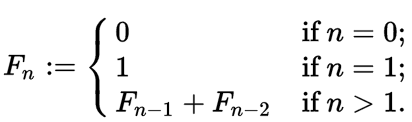 F_n := { 0 if n = 0;
1 if n = 1;
F_{n−1} + F_{n−2} if n > 1.